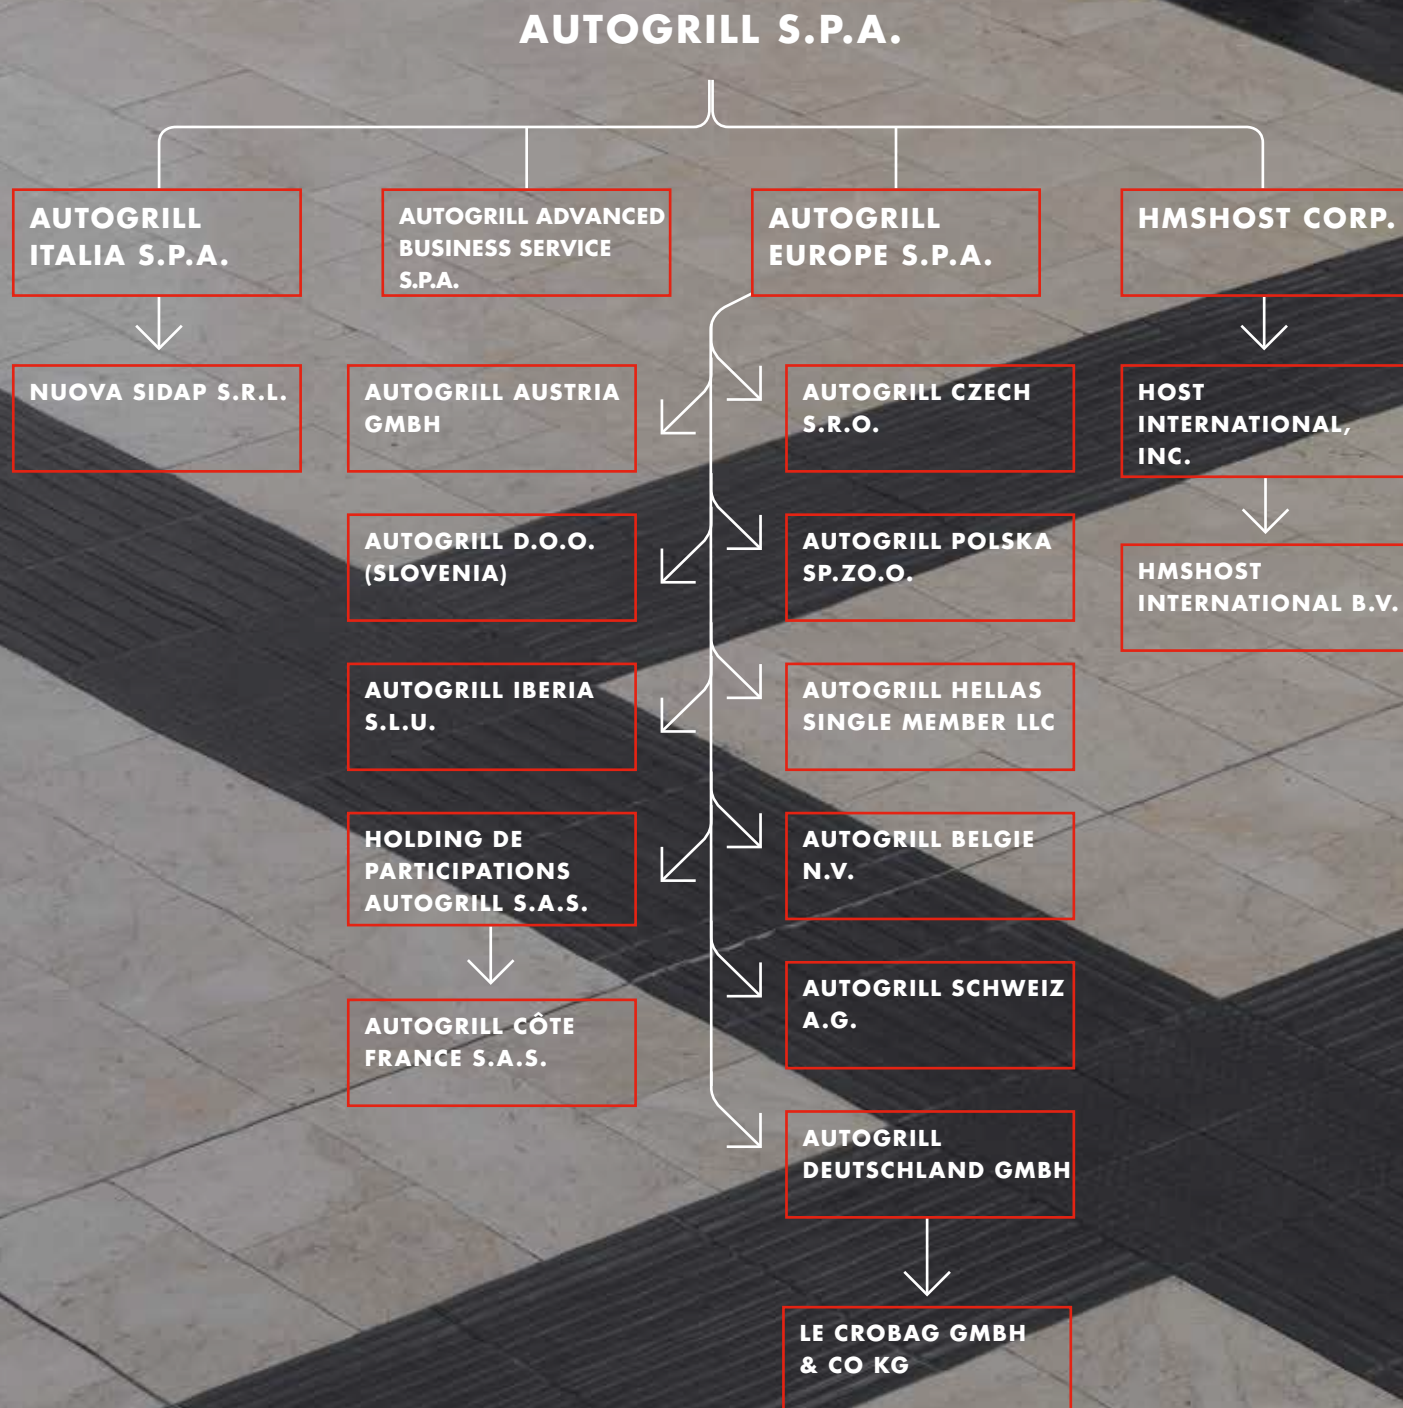 AUTOGRILL S.P.A.
AUTOGRILL
ITALIA S.P.A.
AUTOGRILL ADVANCED
BUSINESS SERVICE
S.P.A.
AUTOGRILL
EUROPE S.P.A.
HMSHOST CORP.
NUOVA SIDAP S.R.L.
AUTOGRILL AUSTRIA
GMBH
AUTOGRILL CZECH
S.R.O.
HOST
INTERNATIONAL,
INC.
AUTOGRILL D.O.O.
(SLOVENIA)
AUTOGRILL POLSKA
SP.ZO.O.
HMSHOST
INTERNATIONAL B.V.
AUTOGRILL IBERIA
S.L.U.
AUTOGRILL HELLAS
SINGLE MEMBER LLC
HOLDING DE
PARTICIPATIONS
AUTOGRILL S.A.S.
AUTOGRILL BELGIE
N.V.
AUTOGRILL CÔTE
FRANCE S.A.S.
AUTOGRILL SCHWEIZ
A.G.
AUTOGRILL
DEUTSCHLAND GMBH
LE CROBAG GMBH
& CO KG